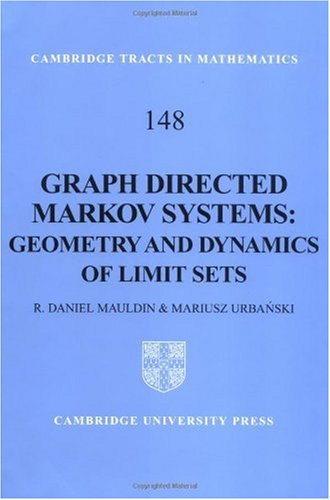 CAMBRIDGE TRACTS IN MATHEMATICS
148
GRAPH DIRECTED
MARKOV SYSTEMS:
GEOMETRY AND DYNAMICS
OF LIMIT SETS
R. DANIEL MAULDIN & MARIUSZ URBAŃSKI
CAMBRIDGE UNIVERSITY PRESS